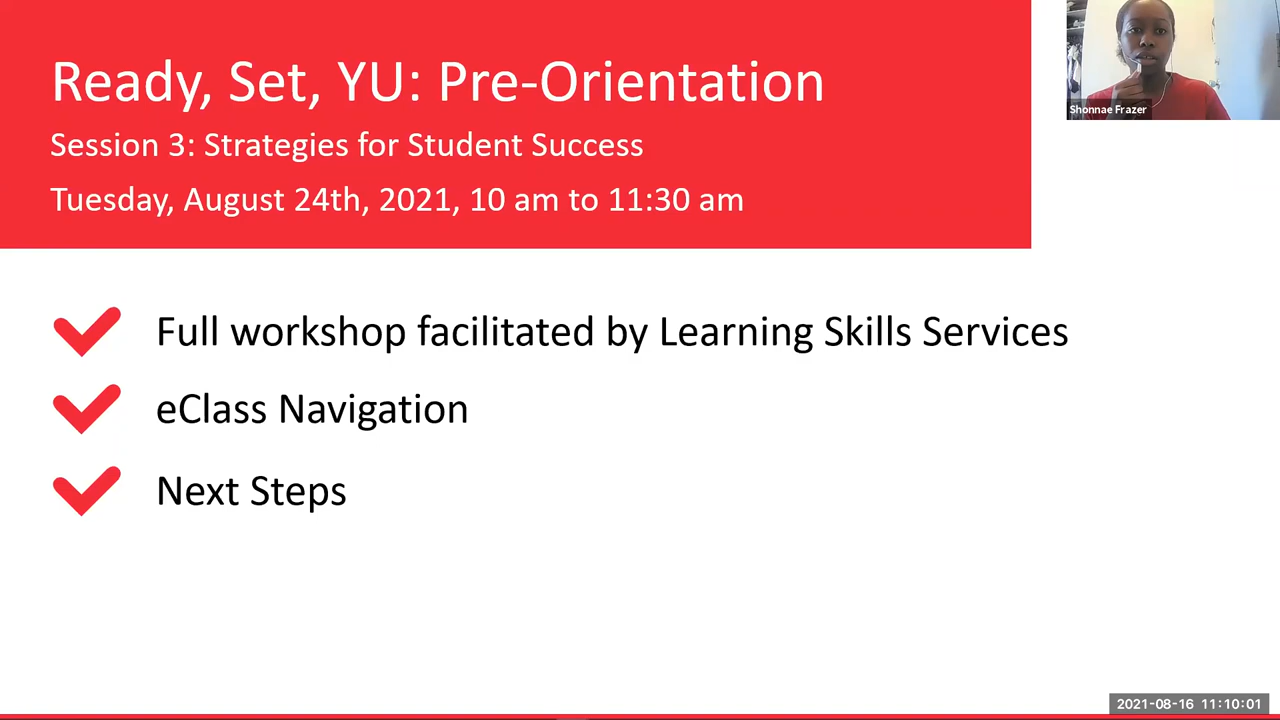 Ready, Set, YU: Pre-Orientation
Session 3: Strategies for Student Success
Tuesday, August 24th, 2021, 10 am to 11:30 am
Shonnae Frazer
Full workshop facilitated by Learning Skills Services
eClass Navigation
Next Steps
2021-08-16 11:10:01